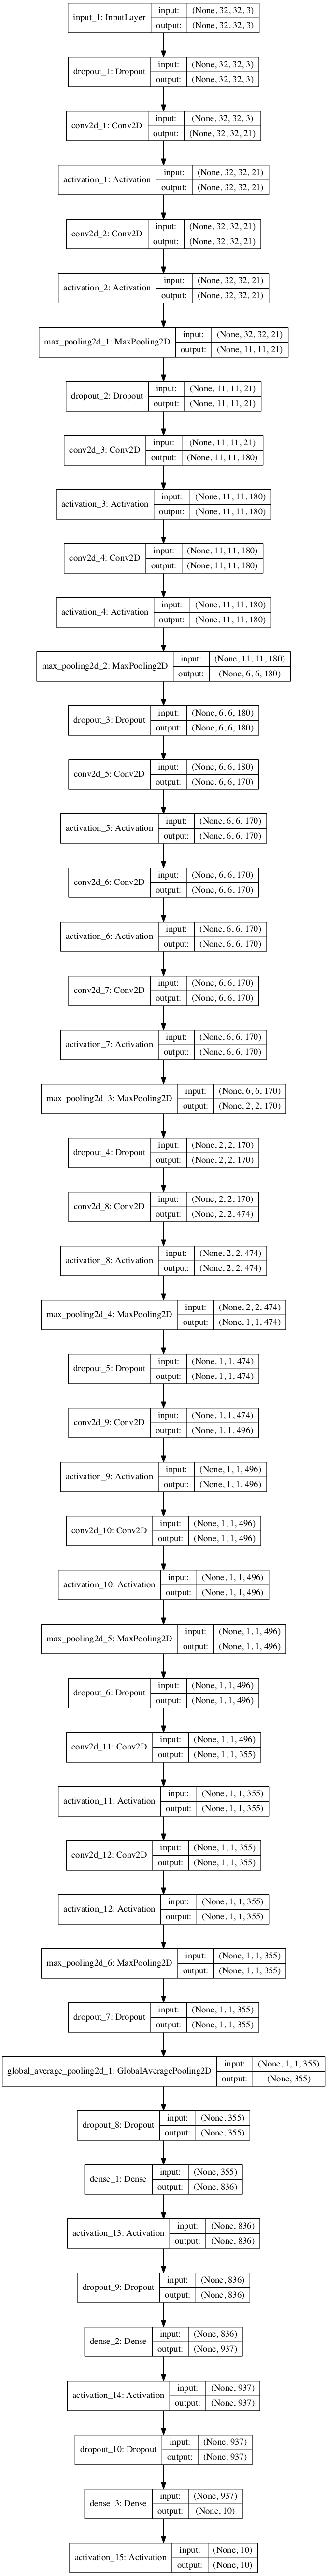 input_1: InputLayer input: (None, 32, 32, 3)
output: (None, 32, 32, 3)
dropout_1: Dropout input: (None, 32, 32, 3)
output: (None, 32, 32, 3)
conv2d_1: Conv2D input: (None, 32, 32, 3)
output: (None, 32, 32, 21)
activation_1: Activation input: (None, 32, 32, 21)
output: (None, 32, 32, 21)
conv2d_2: Conv2D input: (None, 32, 32, 21)
output: (None, 32, 32, 21)
activation_2: Activation input: (None, 32, 32, 21)
output: (None, 32, 32, 21)
max_pooling2d_1: MaxPooling2D input: (None, 32, 32, 21)
output: (None, 11, 11, 21)
dropout_2: Dropout input: (None, 11, 11, 21)
output: (None, 11, 11, 21)
conv2d_3: Conv2D input: (None, 11, 11, 21)
output: (None, 11, 11, 180)
activation_3: Activation input: (None, 11, 11, 180)
output: (None, 11, 11, 180)
conv2d_4: Conv2D input: (None, 11, 11, 180)
output: (None, 11, 11, 180)
activation_4: Activation input: (None, 11, 11, 180)
output: (None, 11, 11, 180)
max_pooling2d_2: MaxPooling2D input: (None, 11, 11, 180)
output: (None, 6, 6, 180)
dropout_3: Dropout input: (None, 6, 6, 180)
output: (None, 6, 6, 180)
conv2d_5: Conv2D input: (None, 6, 6, 180)
output: (None, 6, 6, 170)
activation_5: Activation input: (None, 6, 6, 170)
output: (None, 6, 6, 170)
conv2d_6: Conv2D input: (None, 6, 6, 170)
output: (None, 6, 6, 170)
activation_6: Activation input: (None, 6, 6, 170)
output: (None, 6, 6, 170)
conv2d_7: Conv2D input: (None, 6, 6, 170)
output: (None, 6, 6, 170)
activation_7: Activation input: (None, 6, 6, 170)
output: (None, 6, 6, 170)
max_pooling2d_3: MaxPooling2D input: (None, 6, 6, 170)
output: (None, 2, 2, 170)
dropout_4: Dropout input: (None, 2, 2, 170)
output: (None, 2, 2, 170)
conv2d_8: Conv2D input: (None, 2, 2, 170)
output: (None, 2, 2, 474)
activation_8: Activation input: (None, 2, 2, 474)
output: (None, 2, 2, 474)
max_pooling2d_4: MaxPooling2D input: (None, 2, 2, 474)
output: (None, 1, 1, 474)
dropout_5: Dropout input: (None, 1, 1, 474)
output: (None, 1, 1, 474)
conv2d_9: Conv2D input: (None, 1, 1, 474)
output: (None, 1, 1, 496)
activation_9: Activation input: (None, 1, 1, 496)
output: (None, 1, 1, 496)
conv2d_10: Conv2D input: (None, 1, 1, 496)
output: (None, 1, 1, 496)
activation_10: Activation input: (None, 1, 1, 496)
output: (None, 1, 1, 496)
max_pooling2d_5: MaxPooling2D input: (None, 1, 1, 496)
output: (None, 1, 1, 496)
dropout_6: Dropout input: (None, 1, 1, 496)
output: (None, 1, 1, 496)
conv2d_11: Conv2D input: (None, 1, 1, 496)
output: (None, 1, 1, 355)
activation_11: Activation input: (None, 1, 1, 355)
output: (None, 1, 1, 355)
conv2d_12: Conv2D input: (None, 1, 1, 355)
output: (None, 1, 1, 355)
activation_12: Activation input: (None, 1, 1, 355)
output: (None, 1, 1, 355)
max_pooling2d_6: MaxPooling2D input: (None, 1, 1, 355)
output: (None, 1, 1, 355)
dropout_7: Dropout input: (None, 1, 1, 355)
output: (None, 1, 1, 355)
global_average_pooling2d_1: GlobalAveragePooling2D input: (None, 1, 1, 355)
output: (None, 355)
dropout_8: Dropout input: (None, 355)
output: (None, 355)
dense_1: Dense input: (None, 355)
output: (None, 836)
activation_13: Activation input: (None, 836)
output: (None, 836)
dropout_9: Dropout input: (None, 836)
output: (None, 836)
dense_2: Dense input: (None, 836)
output: (None, 937)
activation_14: Activation input: (None, 937)
output: (None, 937)
dropout_10: Dropout input: (None, 937)
output: (None, 937)
dense_3: Dense input: (None, 937)
output: (None, 10)
activation_15: Activation input: (None, 10)
output: (None, 10)